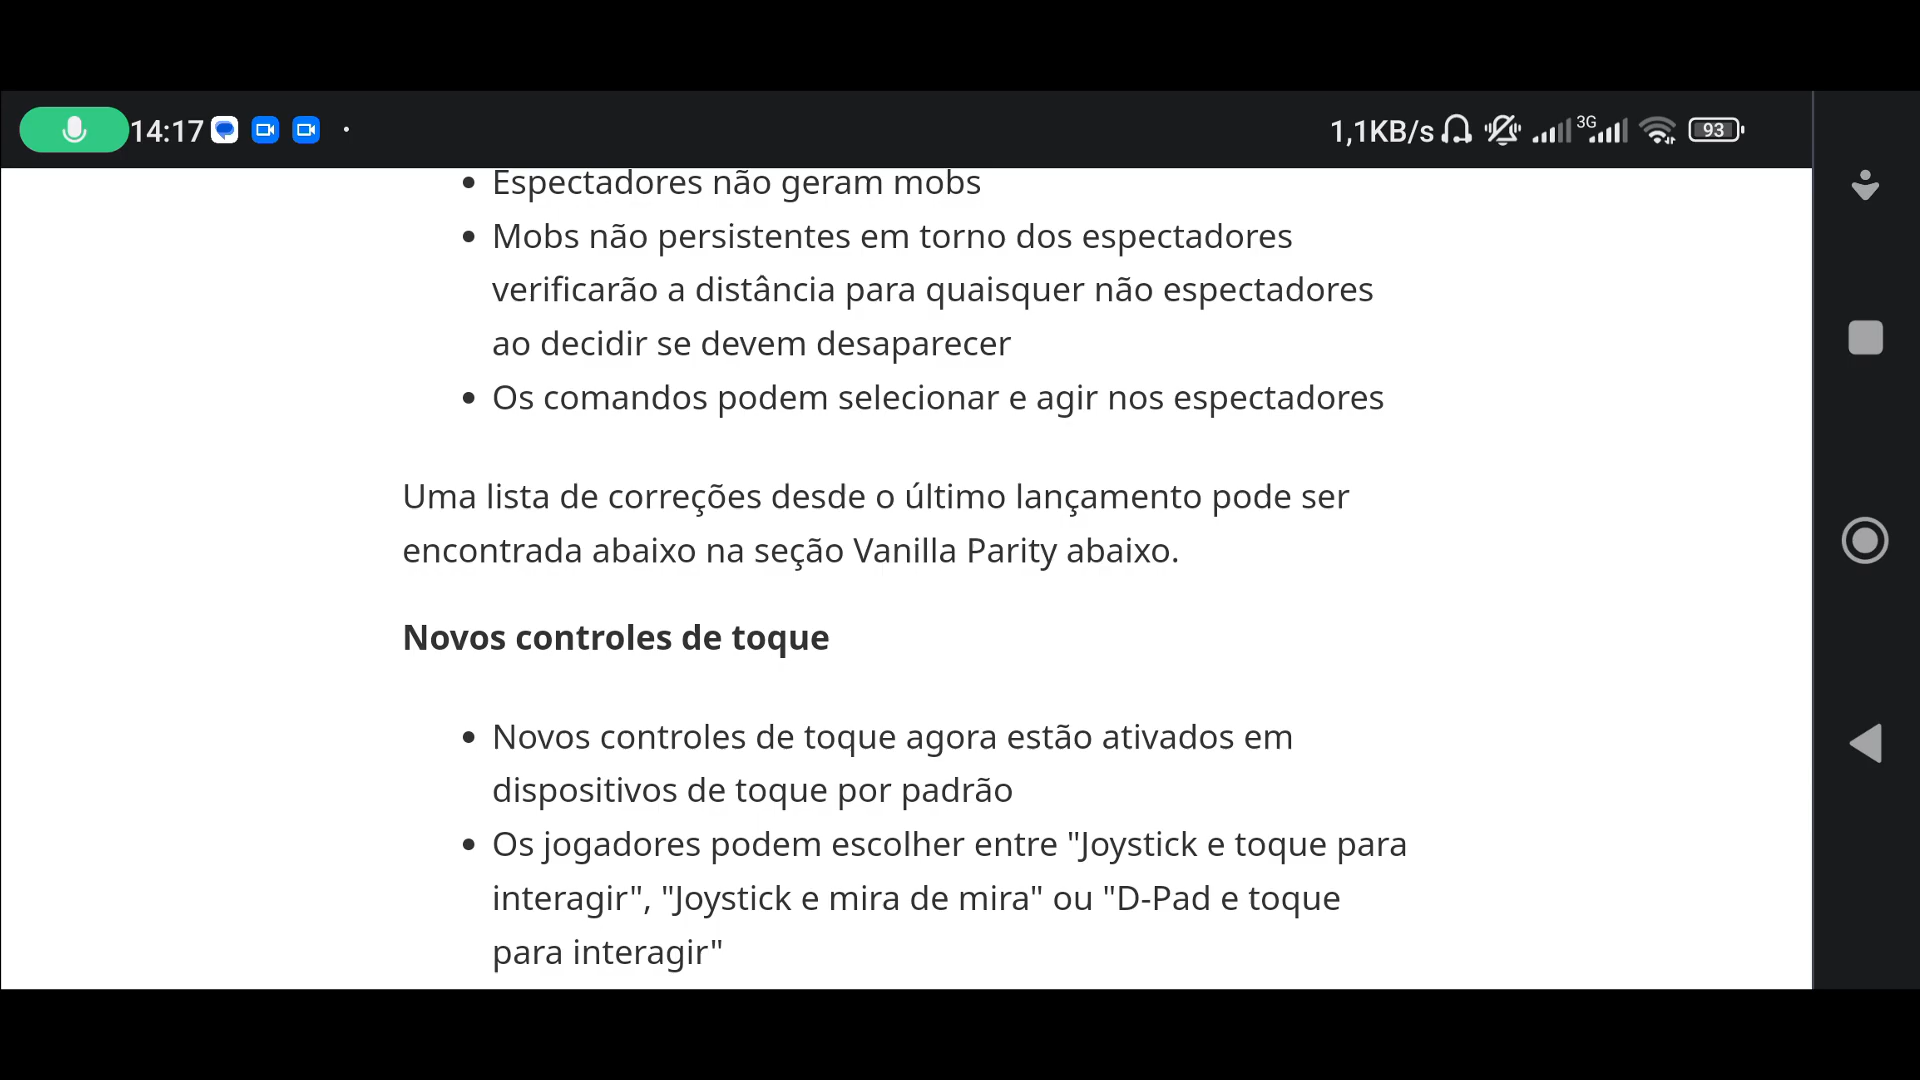 14:17
1,1KB/s 3G 93
Espectadores não geram mobs
Mobs não persistentes em torno dos espectadores
verificarão a distância para quaisquer não espectadores
ao decidir se devem desaparecer
Os comandos podem selecionar e agir nos espectadores
Uma lista de correções desde o último lançamento pode ser
encontrada abaixo na seção Vanilla Parity abaixo.
Novos controles de toque
Novos controles de toque agora estão ativados em
dispositivos de toque por padrão
Os jogadores podem escolher entre "Joystick e toque para
interagir", "Joystick e mira de mira" ou "D-Pad e toque
para interagir"